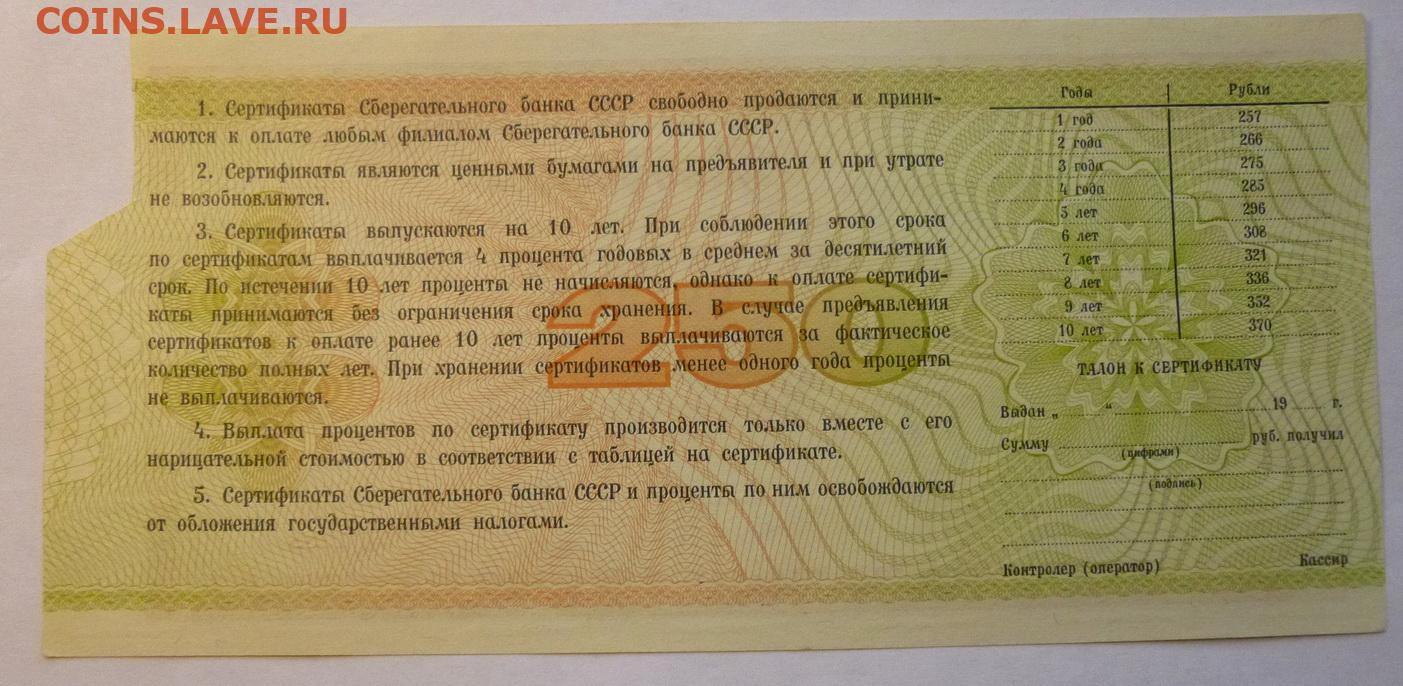 COINS.LAVE.RU
1. Сертификаты Сберегательного банка СССР свободно продаются и прини-
маются к оплате любым филиалом Сберегательного банка СССР.
2. Сертификаты являются ценными бумагами на предъявителя и при утрате
не возобновляются.
3. Сертификаты выпускаются на 10 лет. При соблюдении этого срока
по сертификатам выплачивается 4 процента годовых в среднем за десятилетний
срок. По истечении 10 лет проценты не начисляются, однако к оплате сертифи-
каты принимаются без ограничения срока хранения. В случае предъявления
сертификатов к оплате ранее 10 лет проценты выплачиваются за фактическое
количество полных лет. При хранении сертификатов менее одного года проценты
не выплачиваются.
4. Выплата процентов по сертификату производится только вместе с его
нарицательной стоимостью в соответствии с таблицей на сертификате.
5. Сертификаты Сберегательного банка СССР и проценты по ним освобождаются
от обложения государственными налогами.
250
Годы Рубли
1 год 257
2 года 266
3 года 275
4 года 285
5 лет 296
6 лет 308
7 лет 321
8 лет 336
9 лет 352
10 лет 370
ТАЛОН К СЕРТИФИКАТУ
Выдан „ “ 19 г.
Сумму руб. получил
(цифрами)
(подпись)
Контролер (оператор) Кассир